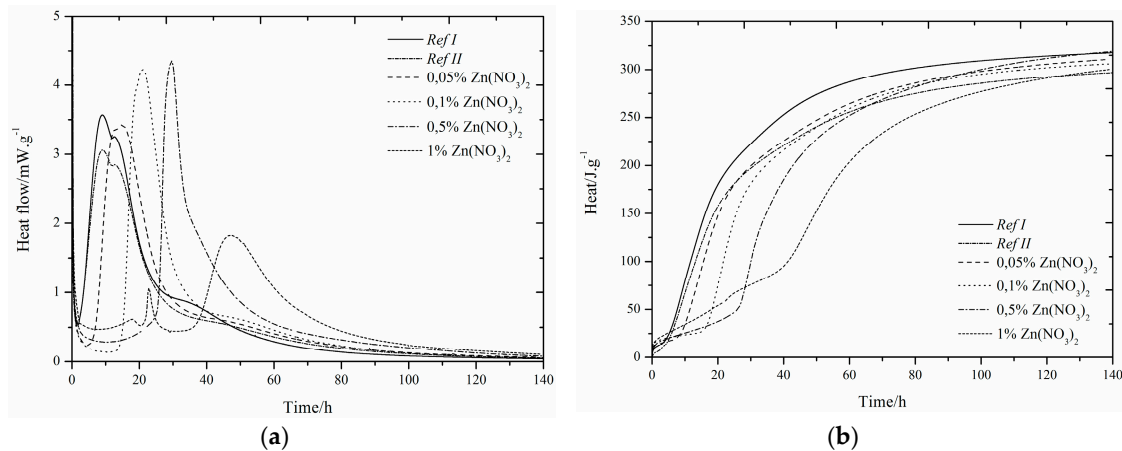 5
4
3
2
1
0
Heat flow/mW.g⁻¹
Ref I
Ref II
0,05% Zn(NO₃)₂
0,1% Zn(NO₃)₂
0,5% Zn(NO₃)₂
1% Zn(NO₃)₂
0 20 40 60 80 100 120 140
Time/h
(a)
350
300
250
200
150
100
50
0
Heat/J.g⁻¹
Ref I
Ref II
0,05% Zn(NO₃)₂
0,1% Zn(NO₃)₂
0,5% Zn(NO₃)₂
1% Zn(NO₃)₂
0 20 40 60 80 100 120 140
Time/h
(b)